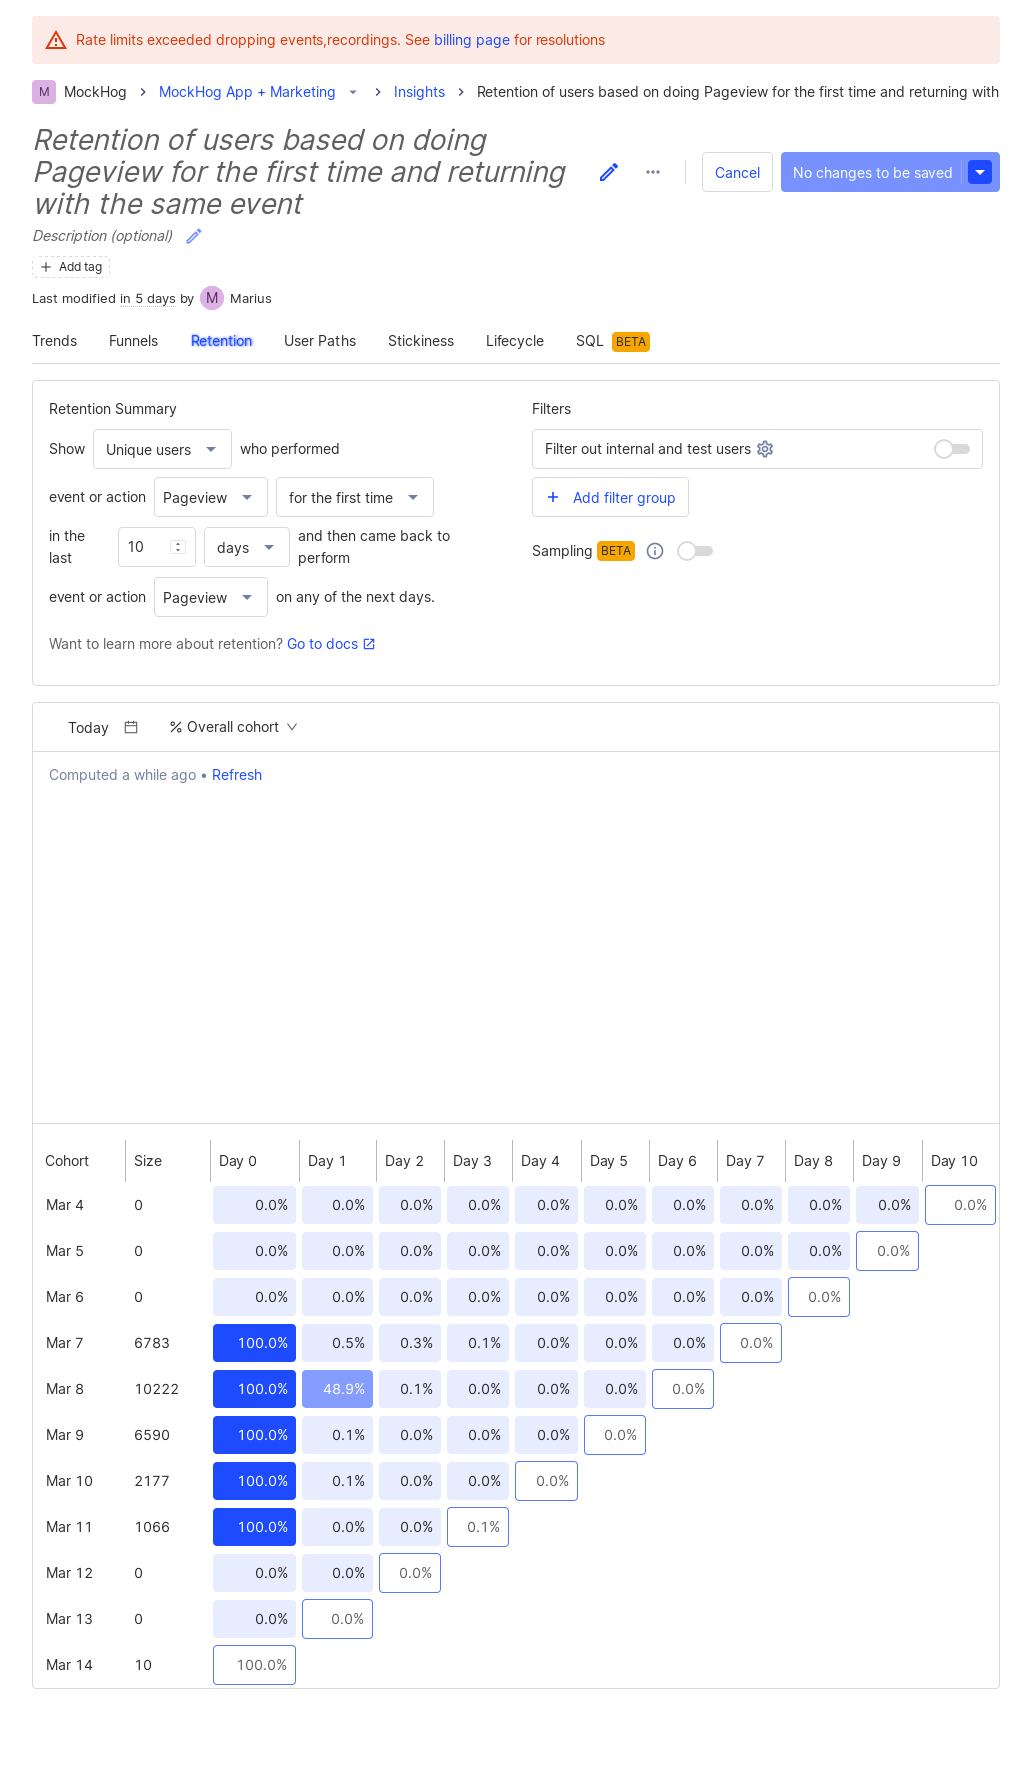 Rate limits exceeded dropping events,recordings. See billing page for resolutions
M MockHog MockHog App + Marketing Insights Retention of users based on doing Pageview for the first time and returning with
Retention of users based on doing
Pageview for the first time and returning
with the same event
Cancel No changes to be saved
Description (optional)
Add tag
Last modified in 5 days by M Marius
Trends Funnels Retention User Paths Stickiness Lifecycle SQL BETA
Retention Summary
Show Unique users who performed
event or action Pageview for the first time
in the last 10 days and then came back to perform
event or action Pageview on any of the next days.
Want to learn more about retention? Go to docs
Filters
Filter out internal and test users
Add filter group
Sampling BETA
Today % Overall cohort
Computed a while ago • Refresh
Cohort Size Day 0 Day 1 Day 2 Day 3 Day 4 Day 5 Day 6 Day 7 Day 8 Day 9 Day 10
Mar 4 0 0.0% 0.0% 0.0% 0.0% 0.0% 0.0% 0.0% 0.0% 0.0% 0.0% 0.0%
Mar 5 0 0.0% 0.0% 0.0% 0.0% 0.0% 0.0% 0.0% 0.0% 0.0% 0.0%
Mar 6 0 0.0% 0.0% 0.0% 0.0% 0.0% 0.0% 0.0% 0.0% 0.0%
Mar 7 6783 100.0% 0.5% 0.3% 0.1% 0.0% 0.0% 0.0% 0.0%
Mar 8 10222 100.0% 48.9% 0.1% 0.0% 0.0% 0.0% 0.0%
Mar 9 6590 100.0% 0.1% 0.0% 0.0% 0.0% 0.0%
Mar 10 2177 100.0% 0.1% 0.0% 0.0% 0.0%
Mar 11 1066 100.0% 0.0% 0.0% 0.1%
Mar 12 0 0.0% 0.0% 0.0%
Mar 13 0 0.0% 0.0%
Mar 14 10 100.0%